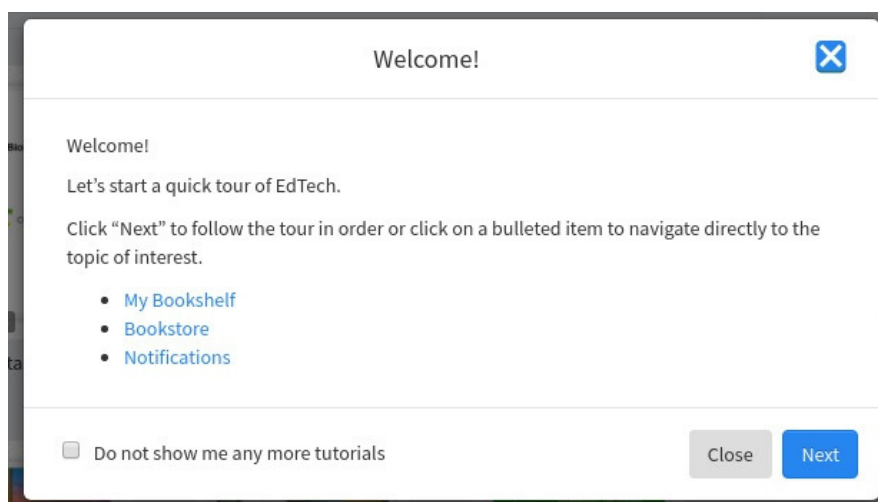 Welcome!
Welcome!
Let’s start a quick tour of EdTech.
Click “Next” to follow the tour in order or click on a bulleted item to navigate directly to the
topic of interest.
My Bookshelf
Bookstore
Notifications
Do not show me any more tutorials
Close
Next